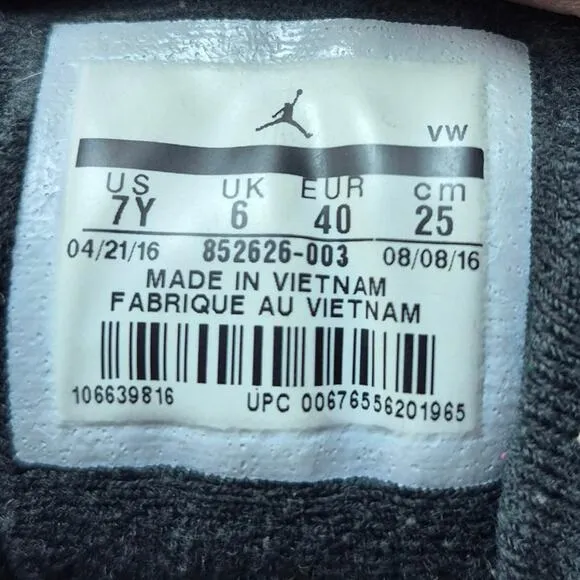 VW
US UK EUR cm
7Y 6 40 25
04/21/16 852626-003 08/08/16
MADE IN VIETNAM
FABRIQUE AU VIETNAM
106639816 UPC 00676556201965